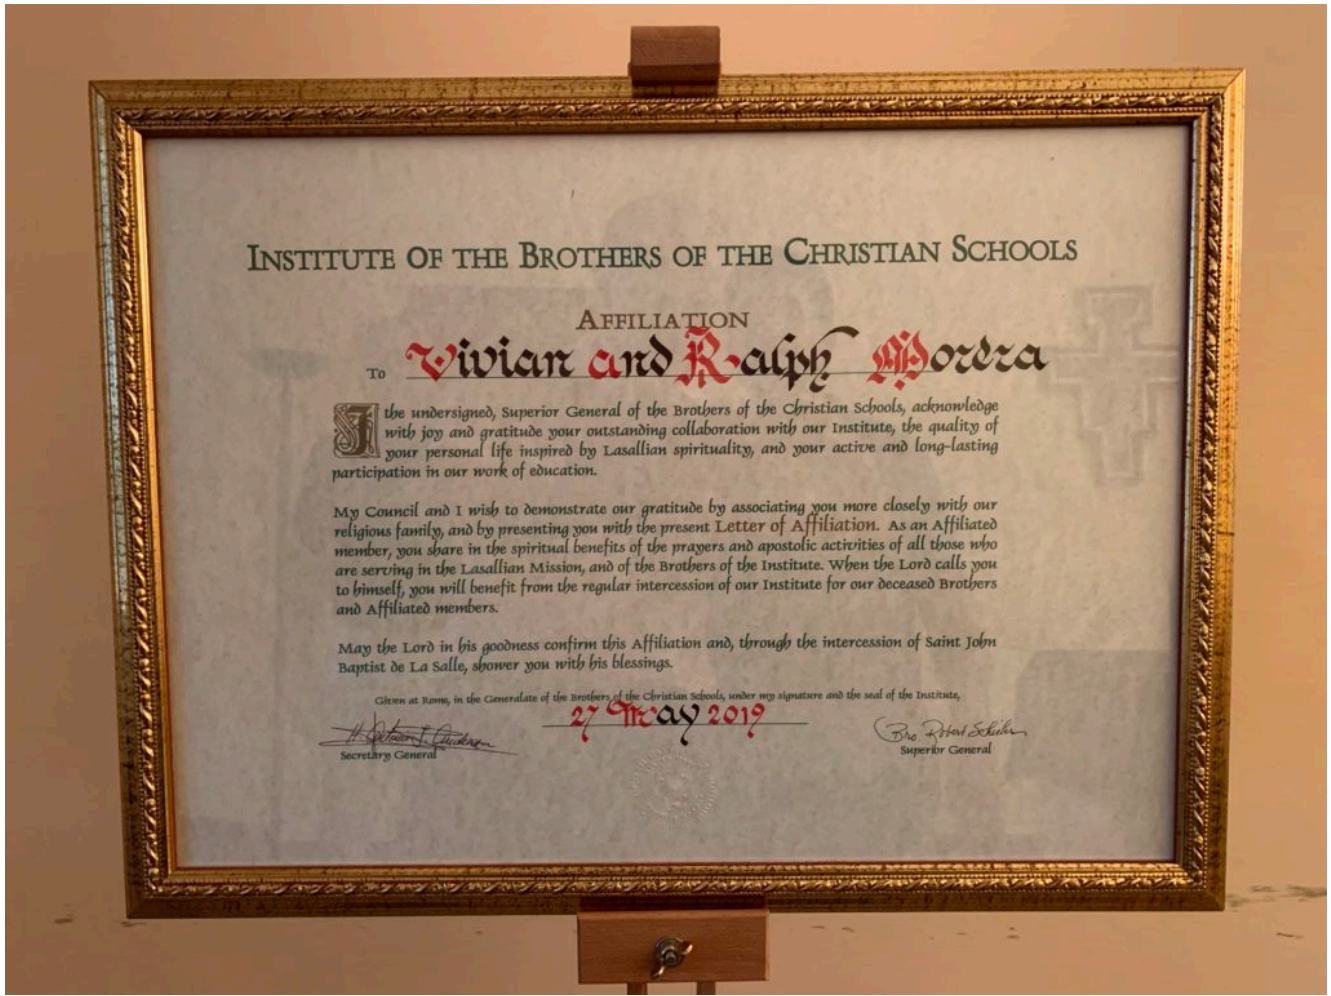 INSTITUTE OF THE BROTHERS OF THE CHRISTIAN SCHOOLS
AFFILIATION
To Vivian and Ralph Morera
I the undersigned, Superior General of the Brothers of the Christian Schools, acknowledge
with joy and gratitude your outstanding collaboration with our Institute, the quality of
your personal life inspired by Lasallian spirituality, and your active and long-lasting
participation in our work of education.
My Council and I wish to demonstrate our gratitude by associating you more closely with our
religious family, and by presenting you with the present Letter of Affiliation. As an Affiliated
member, you share in the spiritual benefits of the prayers and apostolic activities of all those who
are serving in the Lasallian Mission, and of the Brothers of the Institute. When the Lord calls you
to himself, you will benefit from the regular intercession of our Institute for our deceased Brothers
and Affiliated members.
May the Lord in his goodness confirm this Affiliation and, through the intercession of Saint John
Baptist de La Salle, shower you with his blessings.
Given at Rome, in the Generalate of the Brothers of the Christian Schools, under my signature and the seal of the Institute,
27 May 2019
Bro. Robert Schieler
Secretary General
Superior General